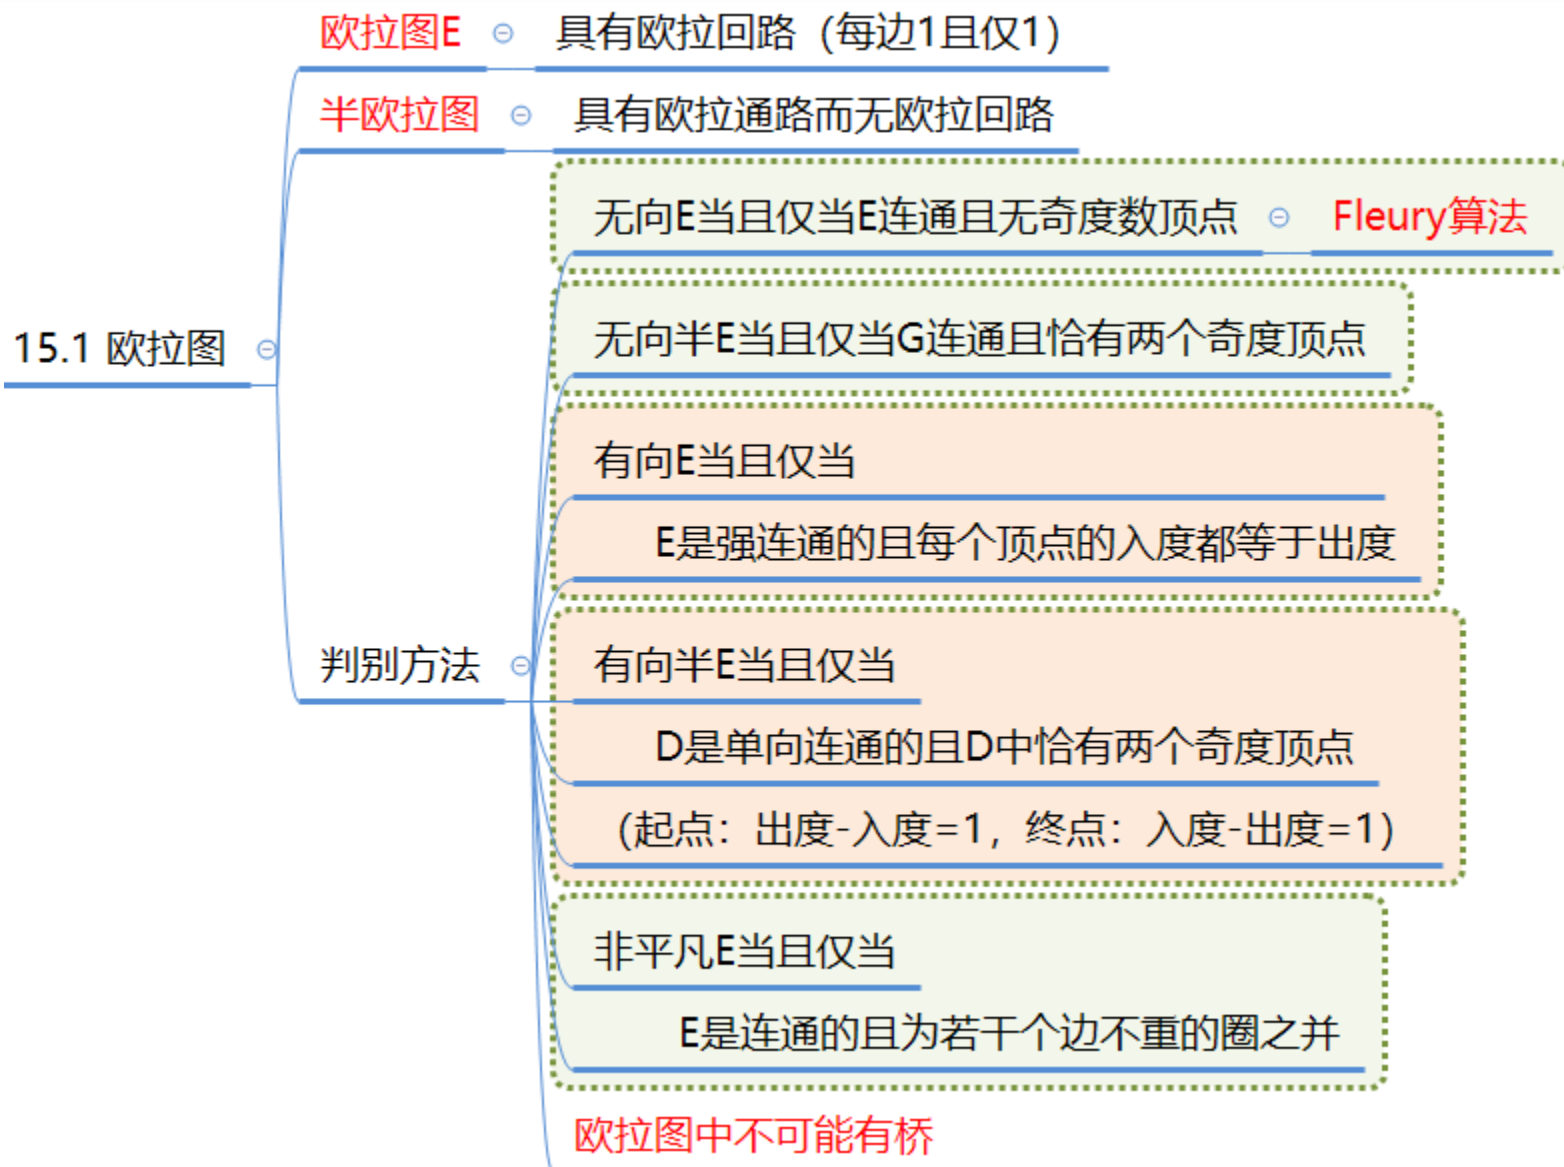 欧拉图E
具有欧拉回路（每边1且仅1）
半欧拉图
具有欧拉通路而无欧拉回路
无向E当且仅当E连通且无奇度数顶点
Fleury算法
无向半E当且仅当G连通且恰有两个奇度顶点
15.1 欧拉图
有向E当且仅当
E是强连通的且每个顶点的入度都等于出度
判别方法
有向半E当且仅当
D是单向连通的且D中恰有两个奇度顶点
（起点：出度-入度=1，终点：入度-出度=1）
非平凡E当且仅当
E是连通的且为若干个边不重的圈之并
欧拉图中不可能有桥